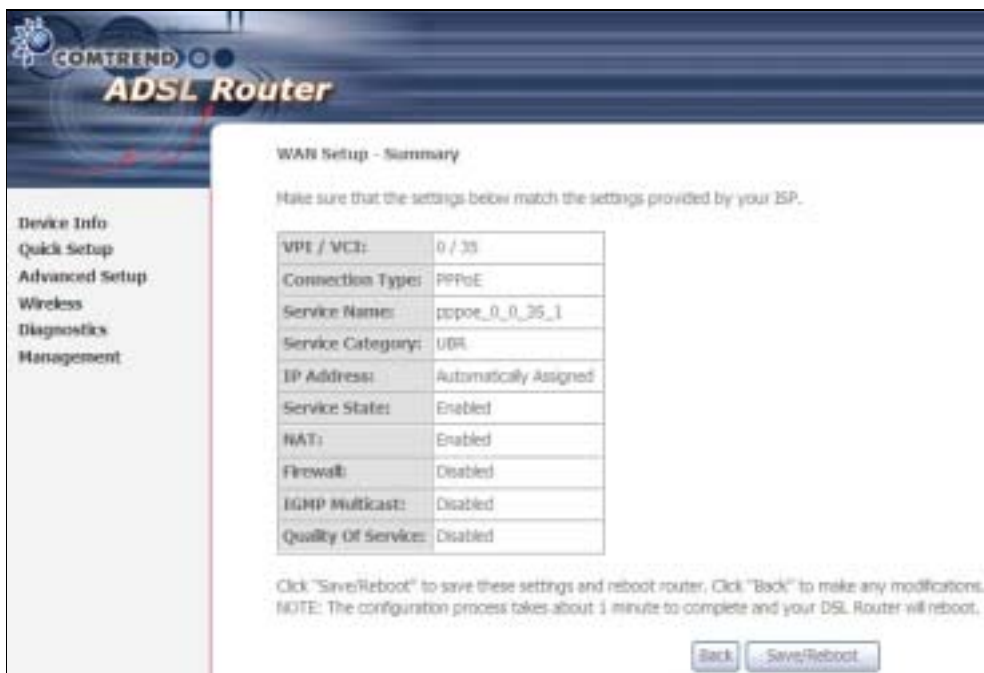 COMTREND
ADSL Router
WAN Setup - Summary
Make sure that the settings below match the settings provided by your ISP.
Device Info
Quick Setup
Advanced Setup
Wireless
Diagnostics
Management
VPI / VCI: 0 / 35
Connection Type: PPPoE
Service Name: pppoe_0_0_35_1
Service Category: UBR
IP Address: Automatically Assigned
Service State: Enabled
NAT: Enabled
Firewall: Disabled
IGMP Multicast: Disabled
Quality Of Service: Disabled
Click "Save/Reboot" to save these settings and reboot router. Click "Back" to make any modifications.
NOTE: The configuration process takes about 1 minute to complete and your DSL Router will reboot.
Back Save/Reboot